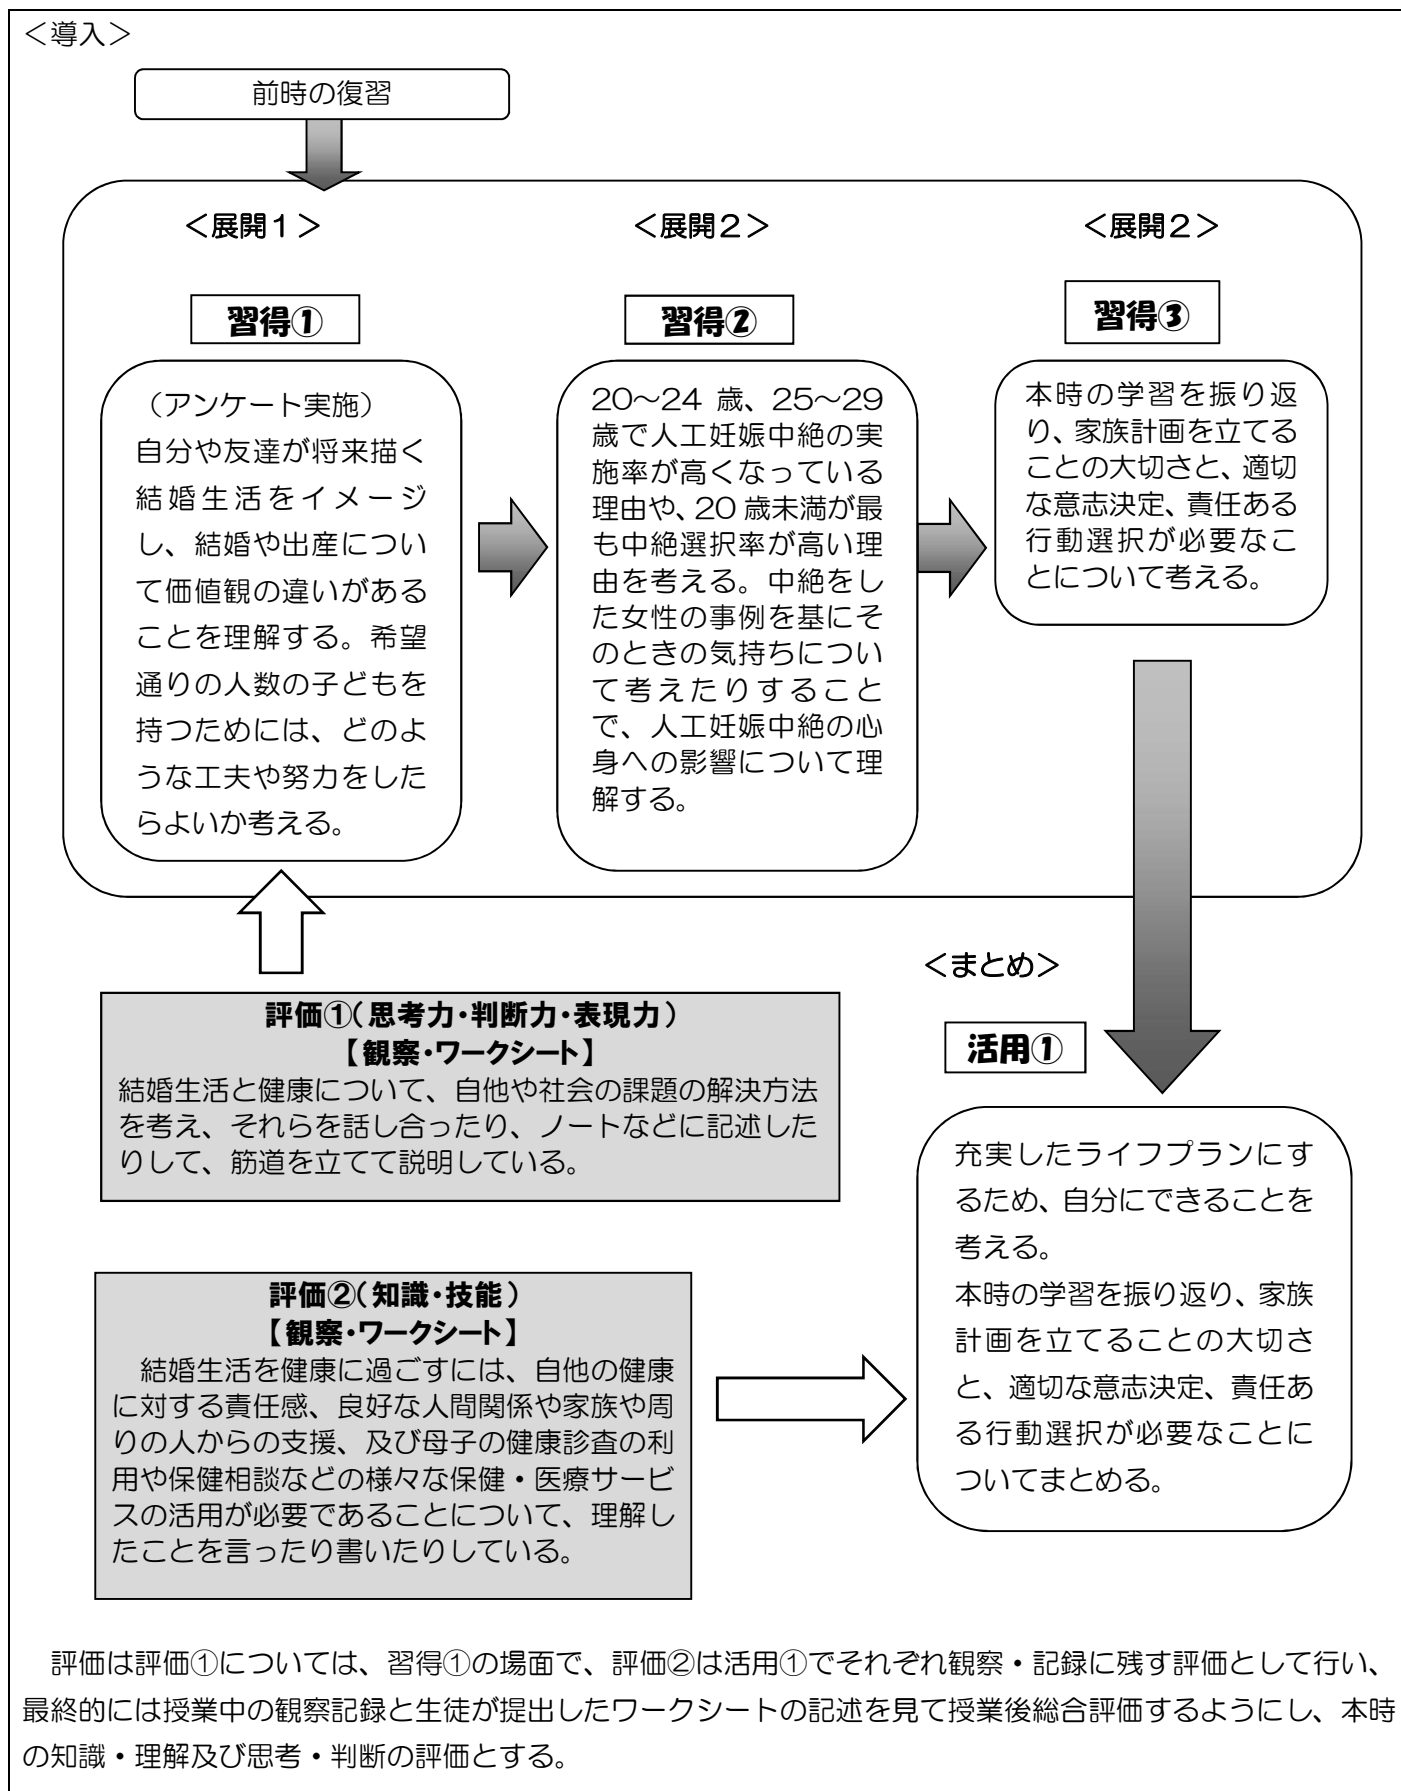 ＜導入＞
前時の復習
＜展開１＞
＜展開２＞
＜展開２＞
習得①
習得②
習得③
（アンケート実施）
自分や友達が将来描く
結婚生活をイメージ
し、結婚や出産につい
て価値観の違いがある
ことを理解する。希望
通りの人数の子どもを
持つためには、どのよ
うな工夫や努力をした
らよいか考える。
20～24 歳、25～29
歳で人工妊娠中絶の実
施率が高くなっている
理由や、20 歳未満が最
も中絶選択率が高い理
由を考える。中絶をし
た女性の事例を基にそ
のときの気持ちについ
て考えたりすること
で、人工妊娠中絶の心
身への影響について理
解する。
本時の学習を振り返
り、家族計画を立てる
ことの大切さと、適切
な意志決定、責任ある
行動選択が必要なこ
とについて考える。
＜まとめ＞
活用①
評価①（思考力・判断力・表現力）
【観察・ワークシート】
結婚生活と健康について、自他や社会の課題の解決方法
を考え、それらを話し合ったり、ノートなどに記述した
りして、筋道を立てて説明している。
充実したライフプランにす
るため、自分にできることを
考える。
本時の学習を振り返り、家族
計画を立てることの大切さ
と、適切な意志決定、責任あ
る行動選択が必要なことに
ついてまとめる。
評価②（知識・技能）
【観察・ワークシート】
結婚生活を健康に過ごすには、自他の健康
に対する責任感、良好な人間関係や家族や周
りの人からの支援、及び母子の健康診査の利
用や保健相談などの様々な保健・医療サービ
スの活用が必要であることについて、理解し
たことを言ったり書いたりしている。
評価は評価①については、習得①の場面で、評価②は活用①でそれぞれ観察・記録に残す評価として行い、
最終的には授業中の観察記録と生徒が提出したワークシートの記述を見て授業後総合評価するようにし、本時
の知識・理解及び思考・判断の評価とする。